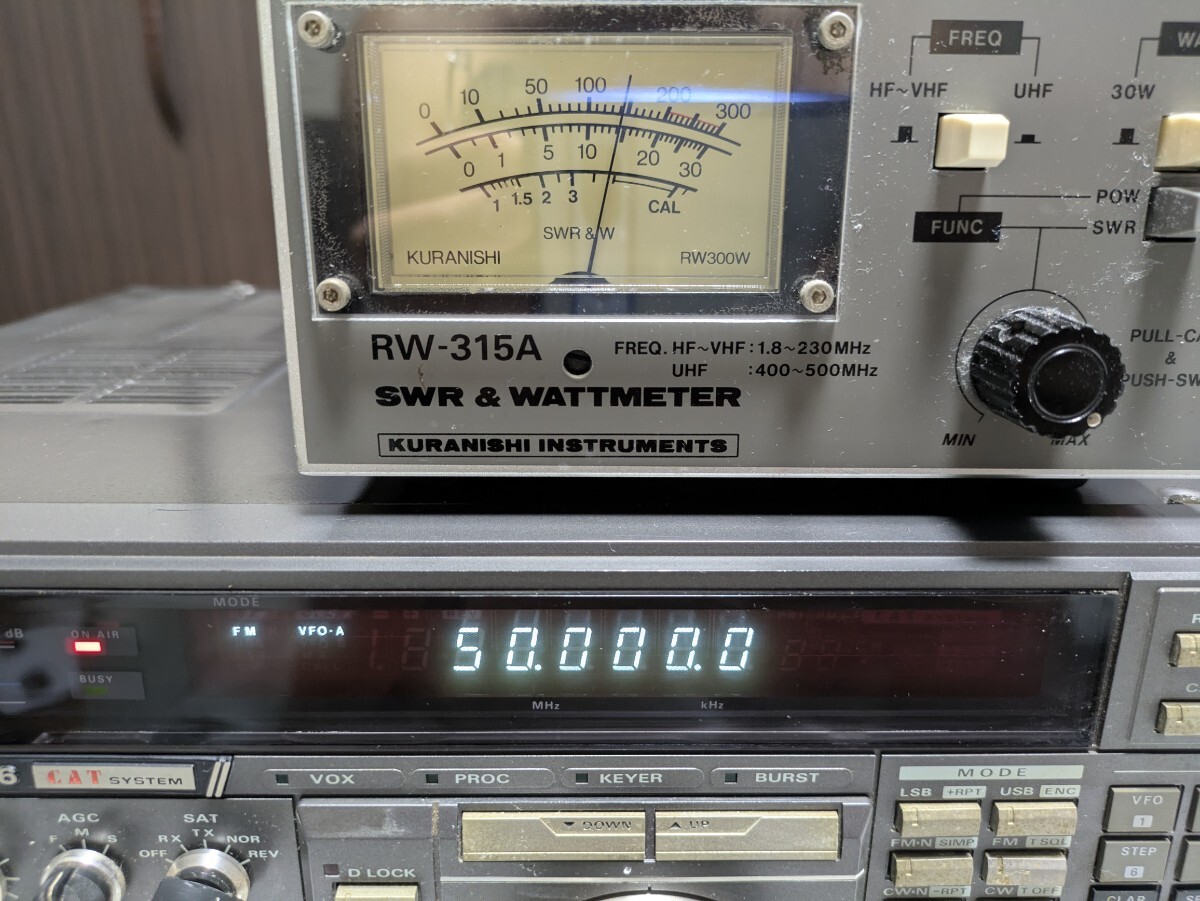 FREQ
WA
HF~VHF
UHF
30W
0 10 50 100 200 300
0 1 5 10 20 30
1 1.5 2 3 CAL
SWR & W
KURANISHI
RW300W
POW
FUNC
SWR
RW-315A
FREQ. HF~VHF : 1.8~230MHz
UHF : 400~500MHz
SWR & WATTMETER
KURANISHI INSTRUMENTS
PULL-CA
&
PUSH-SW
MIN
MAX
MODE
dB
ON AIR
BUSY
FM
VFO-A
50.000.0
MHz
kHz
6
CAT SYSTEM
VOX
PROC
KEYER
BURST
MODE
LSB +RPT
USB ENC
VFO
1
AGC
F M S
SAT
RX TX NOR
OFF REV
▼ DOWN
▲ UP
FM-N SIMP
FM T SQL
STEP
6
D LOCK
CW-N -RPT
CW T OFF
CLAR